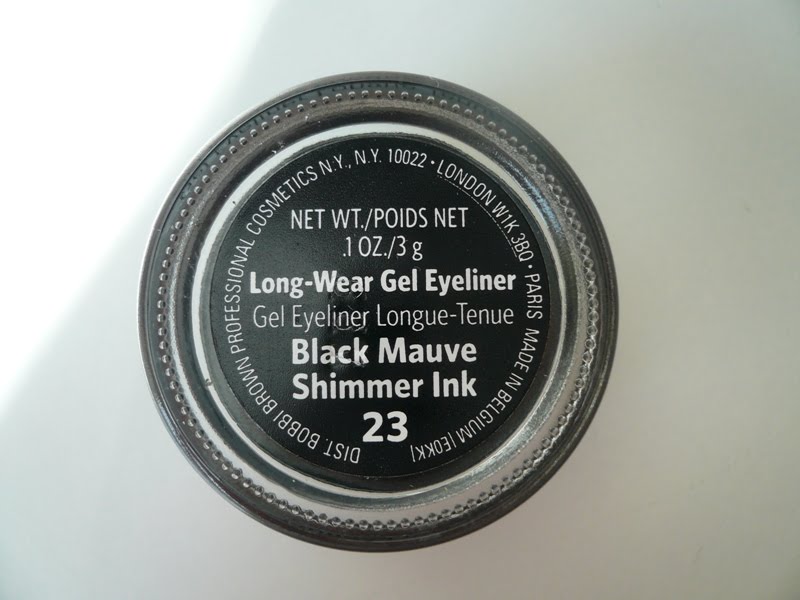 DIST. BOBBI BROWN PROFESSIONAL COSMETICS N.Y., N.Y. 10022 • LONDON W1K 3BQ • PARIS MADE IN BELGIUM [E0KK]
NET WT./POIDS NET
.1 OZ./3 g
Long-Wear Gel Eyeliner
Gel Eyeliner Longue-Tenue
Black Mauve
Shimmer Ink
23